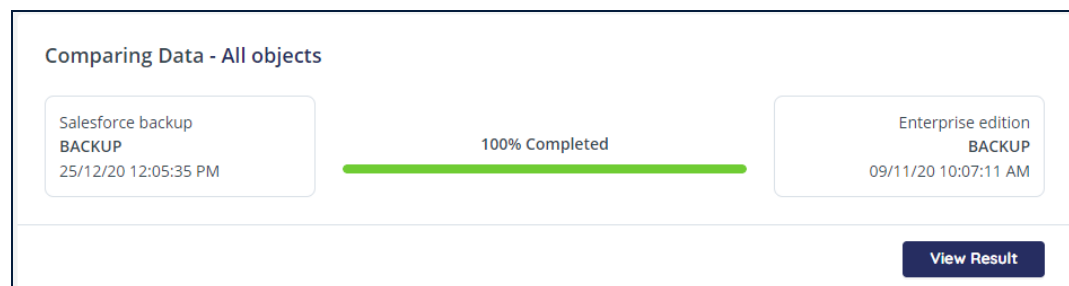 Comparing Data - All objects
Salesforce backup
BACKUP
25/12/20 12:05:35 PM
100% Completed
Enterprise edition
BACKUP
09/11/20 10:07:11 AM
View Result